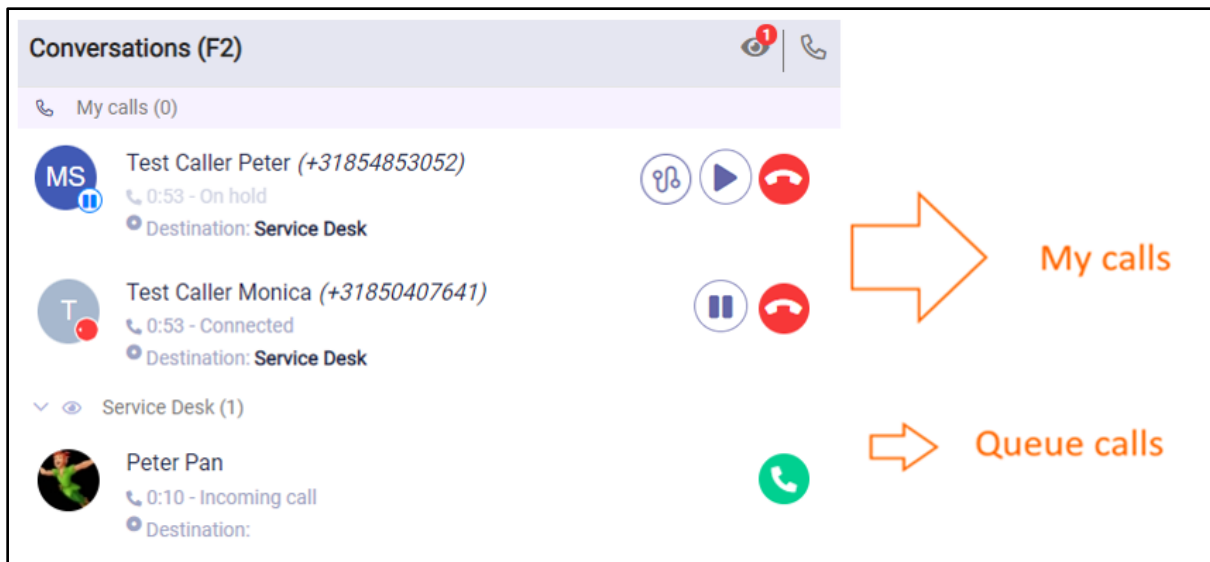 Conversations (F2)
1
My calls (0)
MS
Test Caller Peter (+31854853052)
0:53 - On hold
Destination: Service Desk
My calls
T
Test Caller Monica (+31850407641)
0:53 - Connected
Destination: Service Desk
Service Desk (1)
Queue calls
Peter Pan
0:10 - Incoming call
Destination: